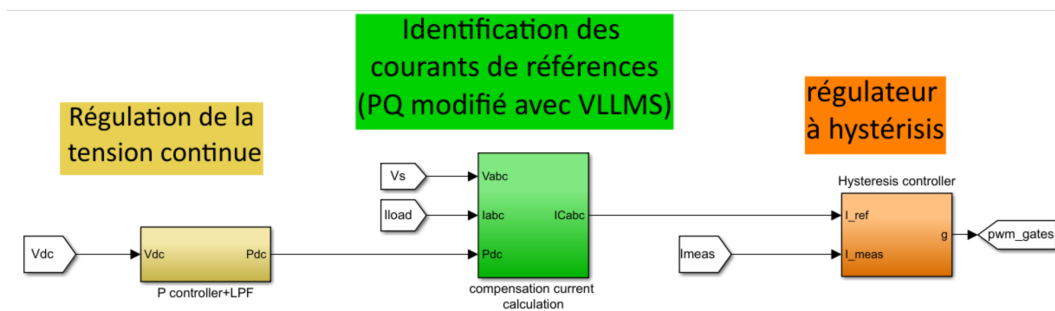 Identification des
courants de références
(PQ modifié avec VLLMS)
Régulation de la
tension continue
régulateur
à hystérisis
Vs
Vabc
Iload
Iabc
ICabc
Pdc
compensation current
calculation
Vdc
Vdc
Pdc
P controller+LPF
Hysteresis controller
I_ref
g
I_meas
Imeas
pwm_gates